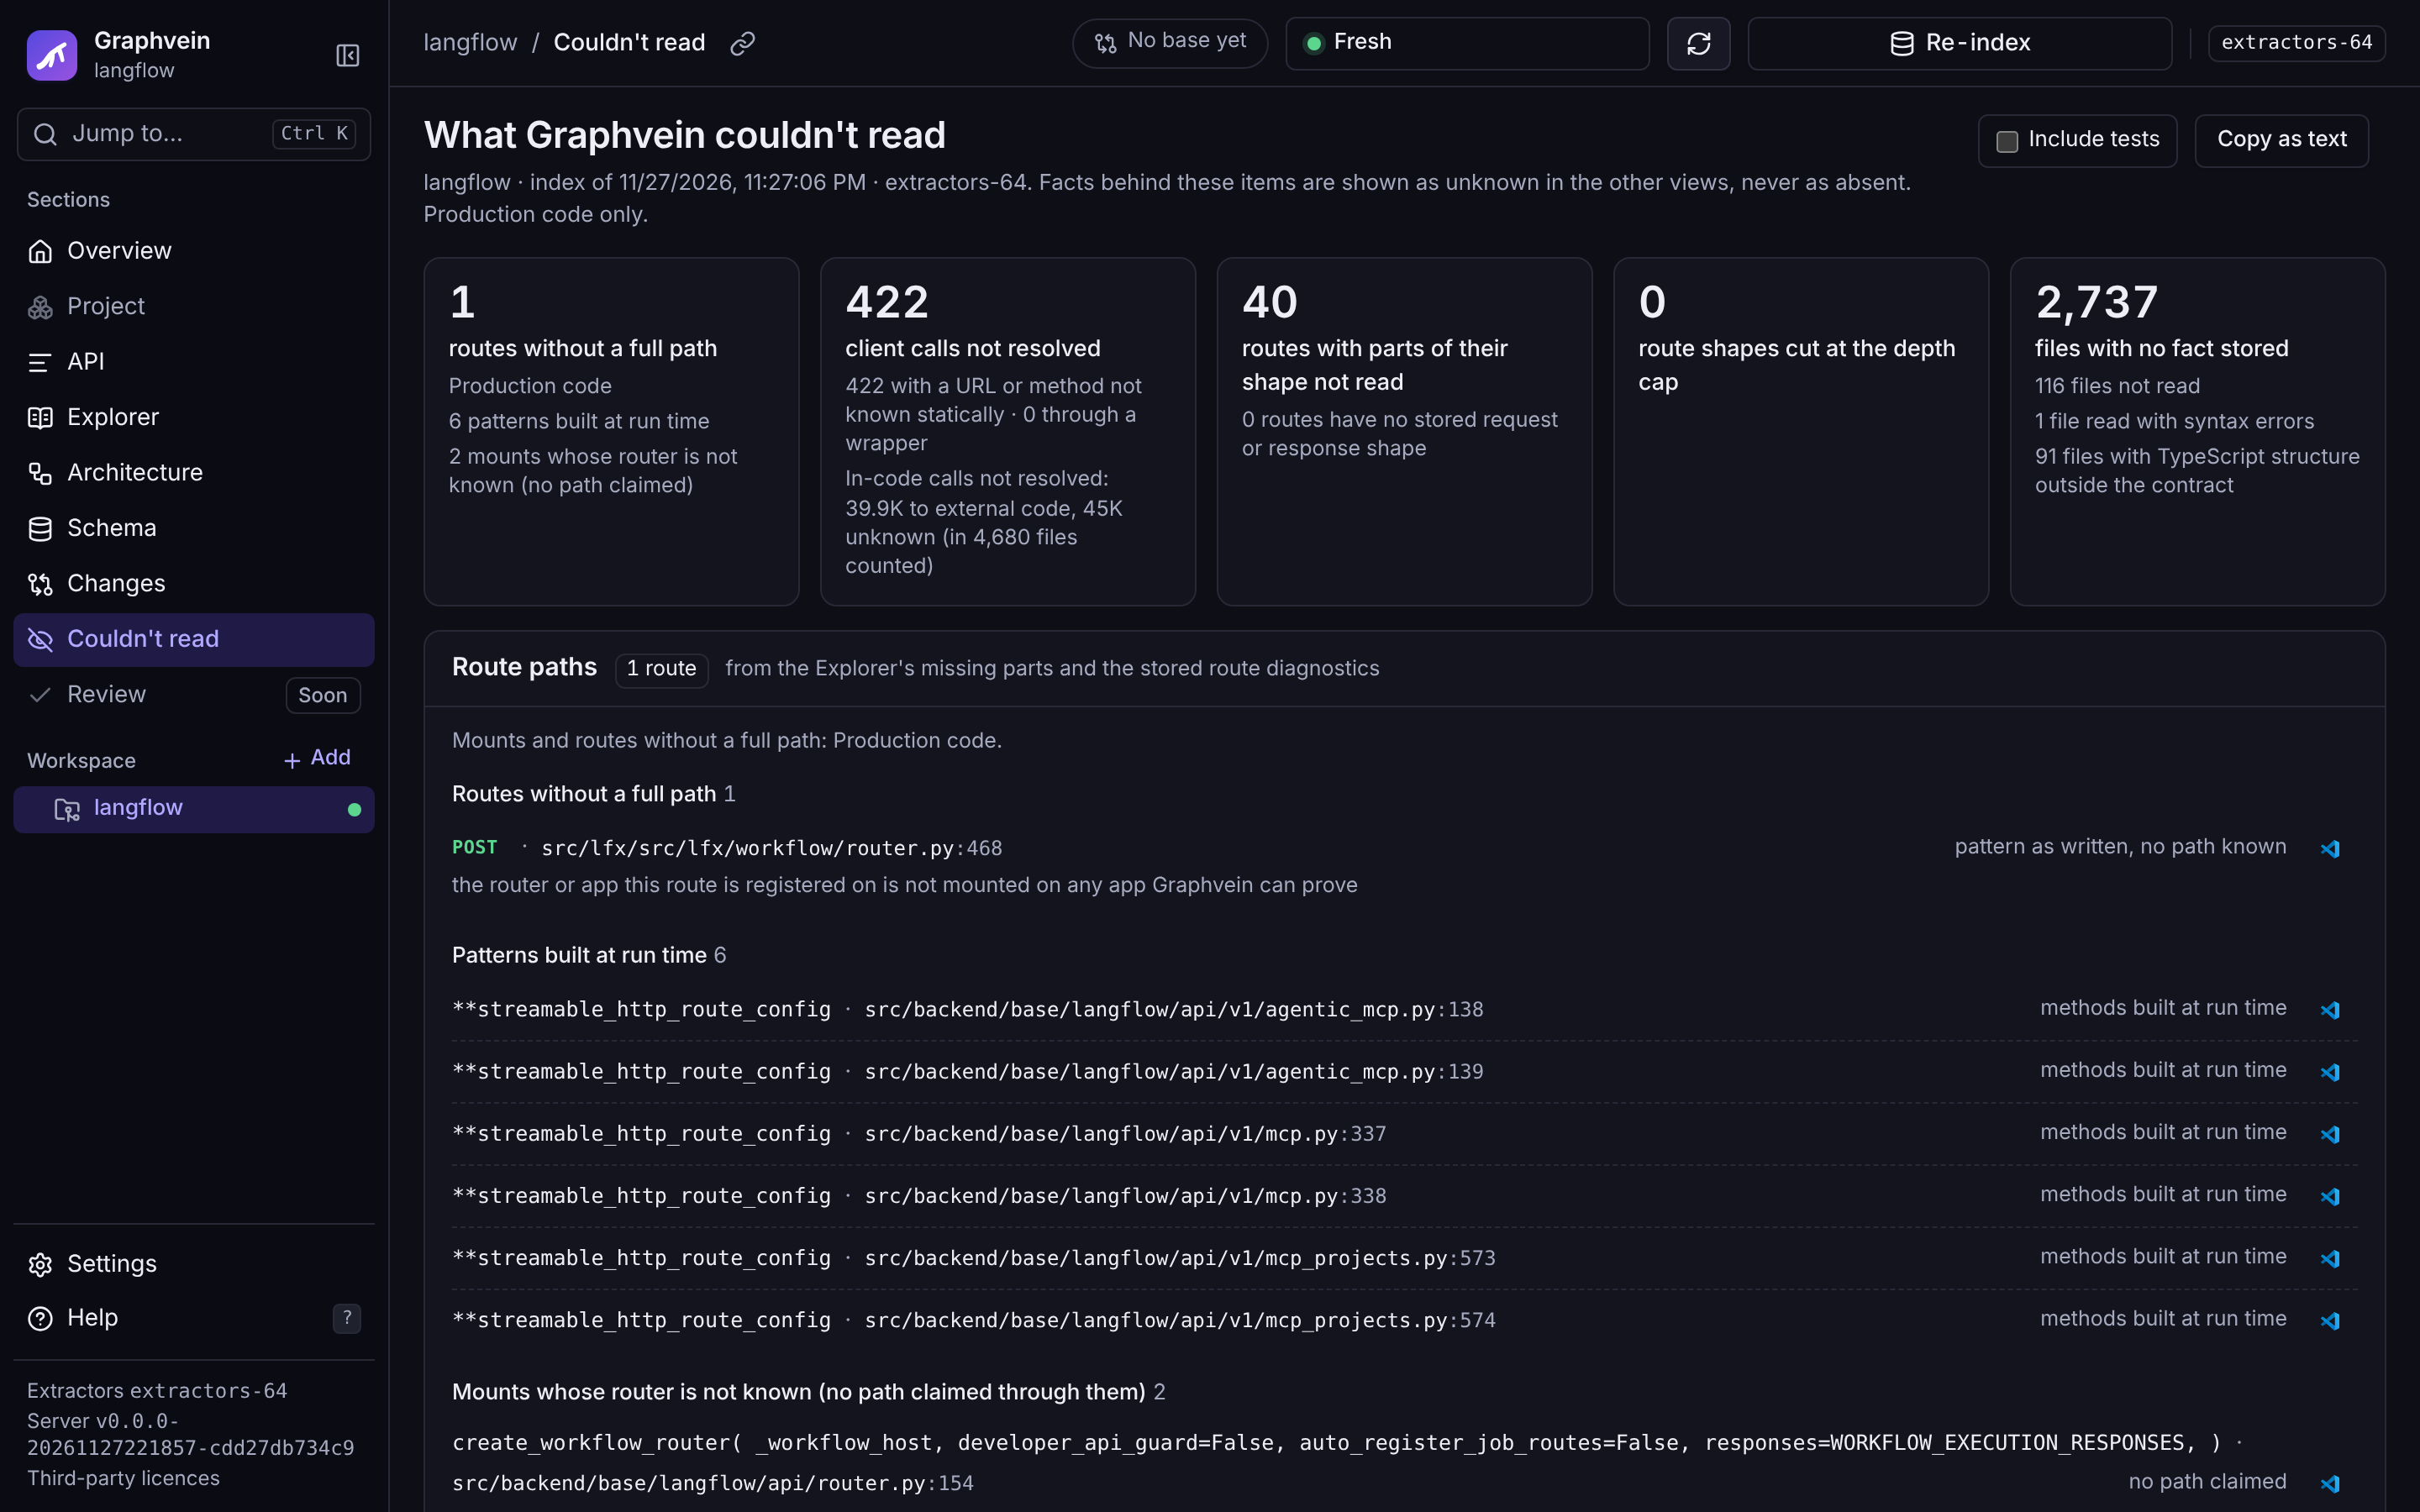 Graphvein
langflow
Jump to...
Ctrl K
Sections
Overview
Project
API
Explorer
Architecture
Schema
Changes
Couldn't read
Review
Soon
Workspace
+ Add
langflow
Settings
Help
?
Extractors extractors-64
Server v0.0.0-
20261127221857-cdd27db734c9
Third-party licences
langflow / Couldn't read
No base yet
Fresh
Re-index
extractors-64
What Graphvein couldn't read
Include tests
Copy as text
langflow · index of 11/27/2026, 11:27:06 PM · extractors-64. Facts behind these items are shown as unknown in the other views, never as absent.
Production code only.
1
routes without a full path
Production code
6 patterns built at run time
2 mounts whose router is not
known (no path claimed)
422
client calls not resolved
422 with a URL or method not
known statically · 0 through a
wrapper
In-code calls not resolved:
39.9K to external code, 45K
unknown (in 4,680 files
counted)
40
routes with parts of their
shape not read
0 routes have no stored request
or response shape
0
route shapes cut at the depth
cap
2,737
files with no fact stored
116 files not read
1 file read with syntax errors
91 files with TypeScript structure
outside the contract
Route paths 1 route from the Explorer's missing parts and the stored route diagnostics
Mounts and routes without a full path: Production code.
Routes without a full path 1
POST · src/lfx/src/lfx/workflow/router.py:468 pattern as written, no path known
the router or app this route is registered on is not mounted on any app Graphvein can prove
Patterns built at run time 6
**streamable_http_route_config · src/backend/base/langflow/api/v1/agentic_mcp.py:138 methods built at run time
**streamable_http_route_config · src/backend/base/langflow/api/v1/agentic_mcp.py:139 methods built at run time
**streamable_http_route_config · src/backend/base/langflow/api/v1/mcp.py:337 methods built at run time
**streamable_http_route_config · src/backend/base/langflow/api/v1/mcp.py:338 methods built at run time
**streamable_http_route_config · src/backend/base/langflow/api/v1/mcp_projects.py:573 methods built at run time
**streamable_http_route_config · src/backend/base/langflow/api/v1/mcp_projects.py:574 methods built at run time
Mounts whose router is not known (no path claimed through them) 2
create_workflow_router( _workflow_host, developer_api_guard=False, auto_register_job_routes=False, responses=WORKFLOW_EXECUTION_RESPONSES, ) ·
src/backend/base/langflow/api/router.py:154 no path claimed